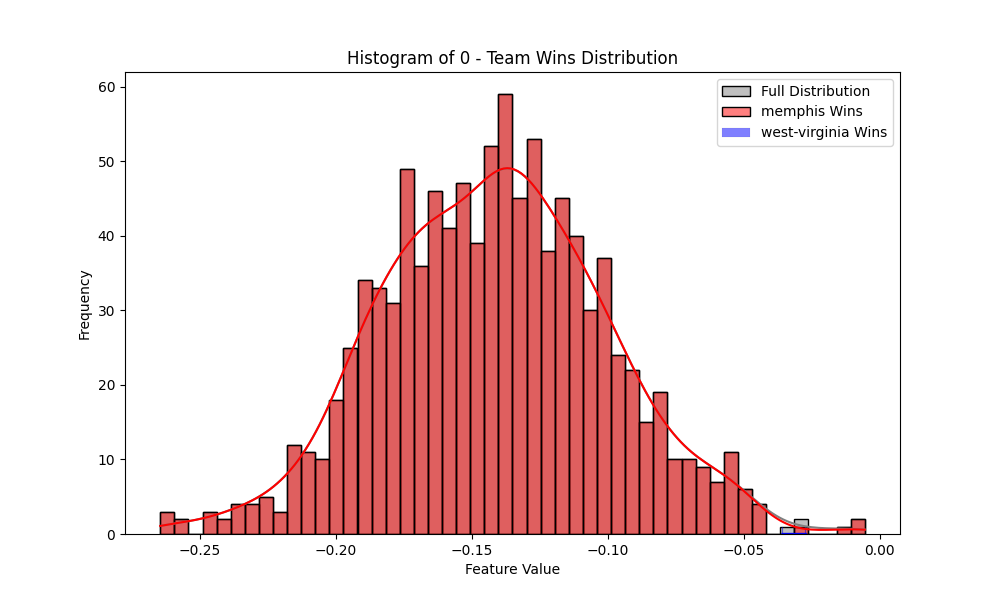 Histogram of 0 - Team Wins Distribution
Full Distribution
memphis Wins
west-virginia Wins
60
50
40
30
20
10
0
Frequency
−0.25
−0.20
−0.15
−0.10
−0.05
0.00
Feature Value